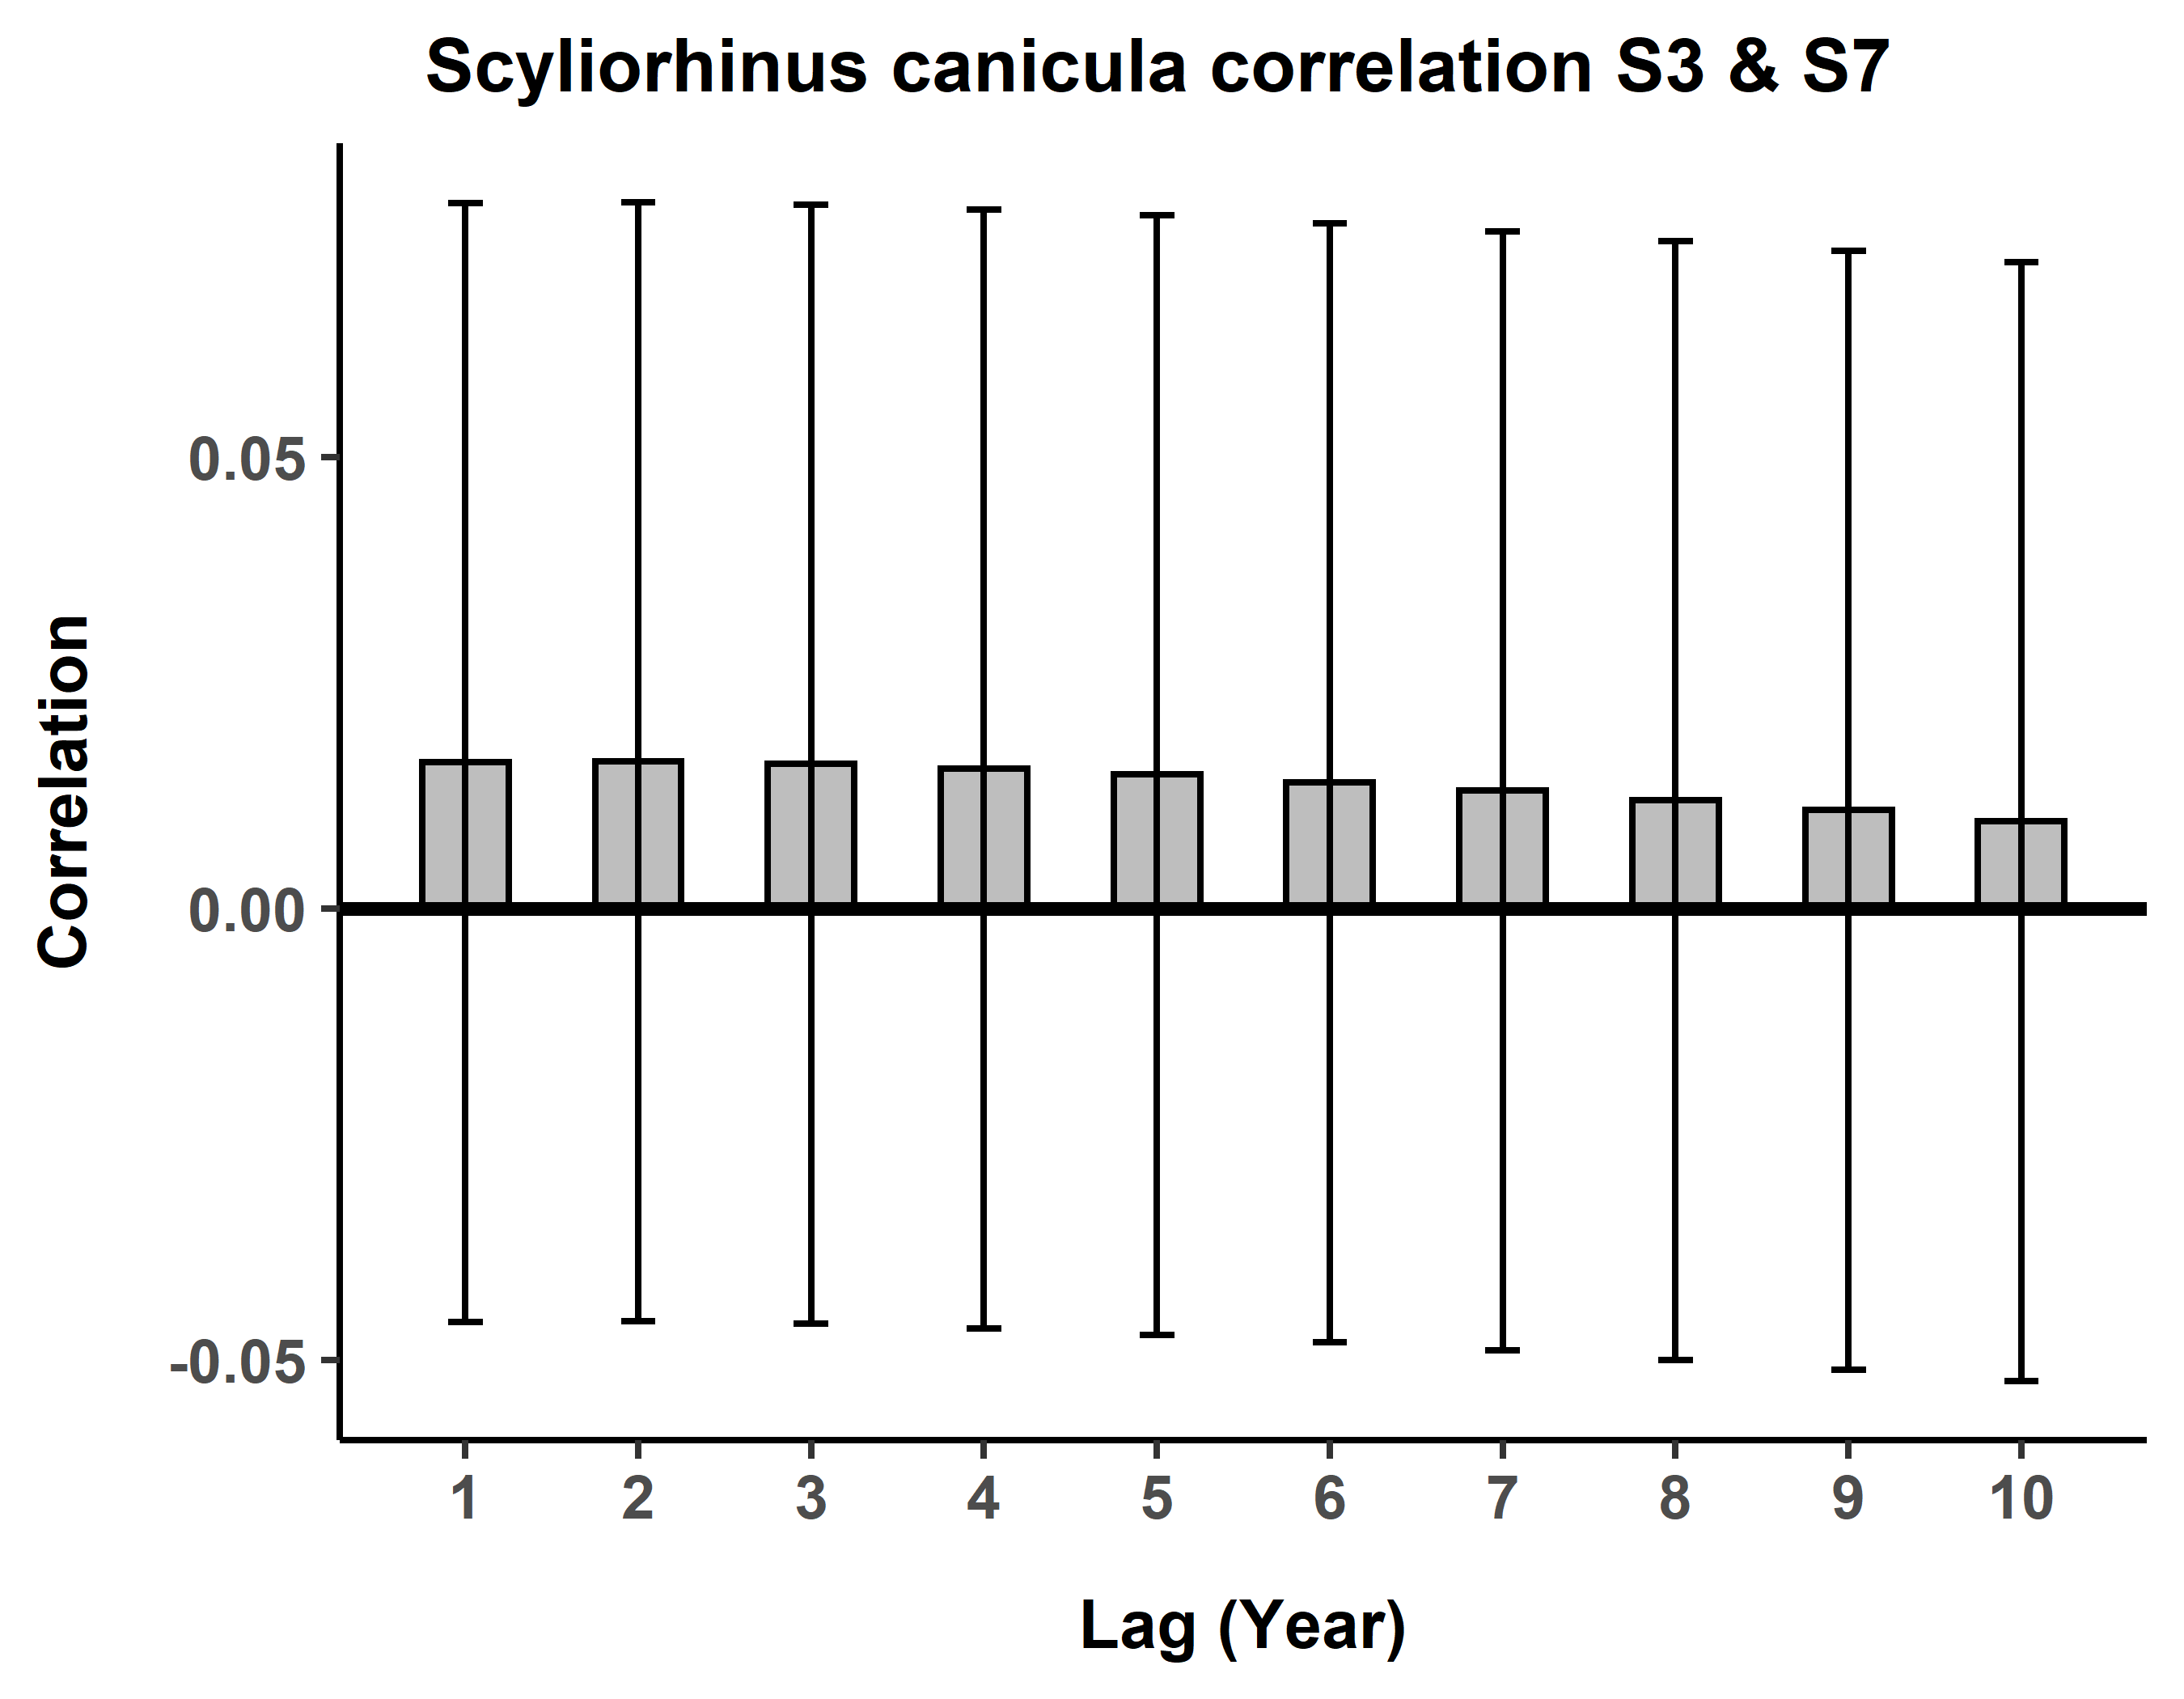 Scyliorhinus canicula correlation S3 & S7
Correlation
0.05
0.00
-0.05
1 2 3 4 5 6 7 8 9 10
Lag (Year)